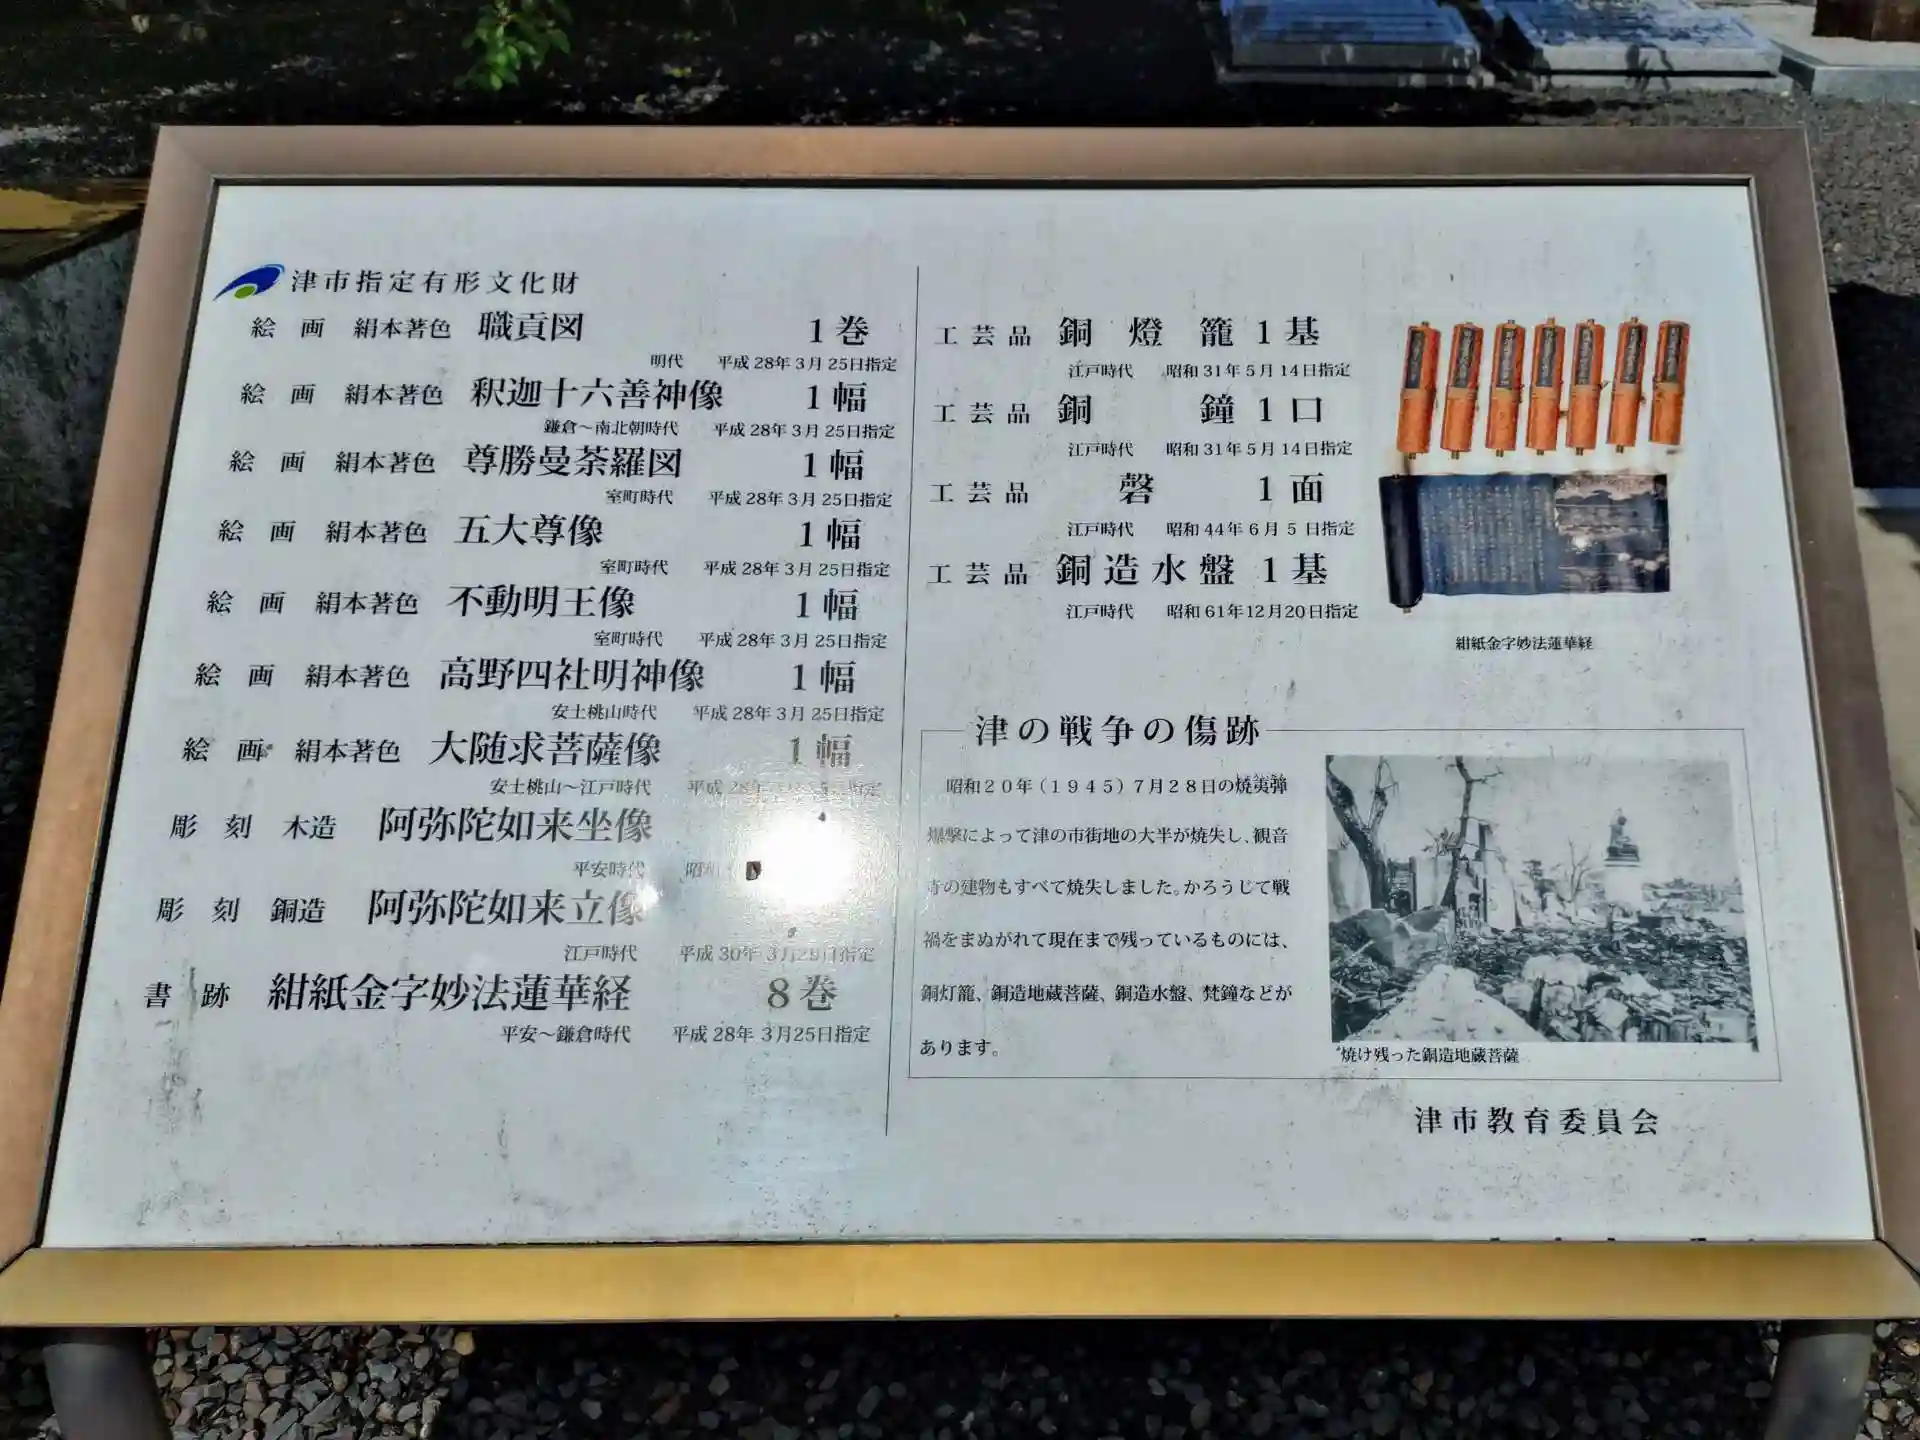 津市指定有形文化財
絵画 絹本著色 職貢図 1巻
明代 平成28年3月25日指定
絵画 絹本著色 釈迦十六善神像 1幅
鎌倉～南北朝時代 平成28年3月25日指定
絵画 絹本著色 尊勝曼荼羅図 1幅
室町時代 平成28年3月25日指定
絵画 絹本著色 五大尊像 1幅
室町時代 平成28年3月25日指定
絵画 絹本著色 不動明王像 1幅
室町時代 平成28年3月25日指定
絵画 絹本著色 高野四社明神像 1幅
安土桃山時代 平成28年3月25日指定
絵画 絹本著色 大随求菩薩像 1幅
安土桃山～江戸時代 平成28年 指定
彫刻 木造 阿弥陀如来坐像
平安時代
彫刻 銅造 阿弥陀如来立像
江戸時代 平成30年3月29日指定
書跡 紺紙金字妙法蓮華経 8巻
平安～鎌倉時代 平成28年3月25日指定
工芸品 銅燈籠 1基
江戸時代 昭和31年5月14日指定
工芸品 銅鐘 1口
江戸時代 昭和31年5月14日指定
工芸品 磬 1面
江戸時代 昭和44年6月5日指定
工芸品 銅造水盤 1基
江戸時代 昭和61年12月20日指定
紺紙金字妙法蓮華経
津の戦争の傷跡
昭和20年（1945）7月28日の焼夷弾
爆撃によって津の市街地の大半が焼失し、観音
寺の建物もすべて焼失しました。かろうじて戦
禍をまぬがれて現在まで残っているものには、
銅灯籠、銅造地蔵菩薩、銅造水盤、梵鐘などが
あります。
焼け残った銅造地蔵菩薩
津市教育委員会